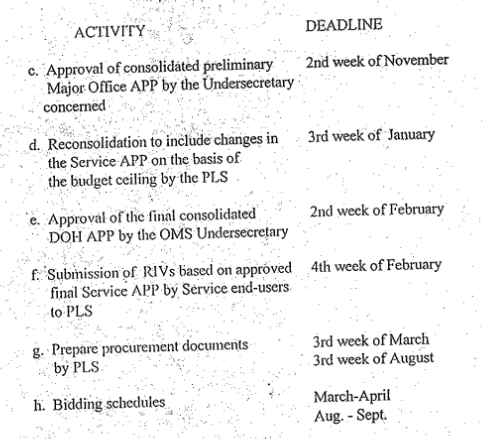 ACTIVITY DEADLINE
c. Approval of consolidated preliminary 2nd week of November
Major Office APP by the Undersecretary
concerned
d. Reconsolidation to include changes in 3rd week of January
the Service APP on the basis of
the budget ceiling by the PLS
e. Approval of the final consolidated 2nd week of February
DOH APP by the OMS Undersecretary
f. Submission of RIVs based on approved 4th week of February
final Service APP by Service end-users
to PLS
g. Prepare procurement documents 3rd week of March
by PLS 3rd week of August
h. Bidding schedules March-April
Aug. - Sept.